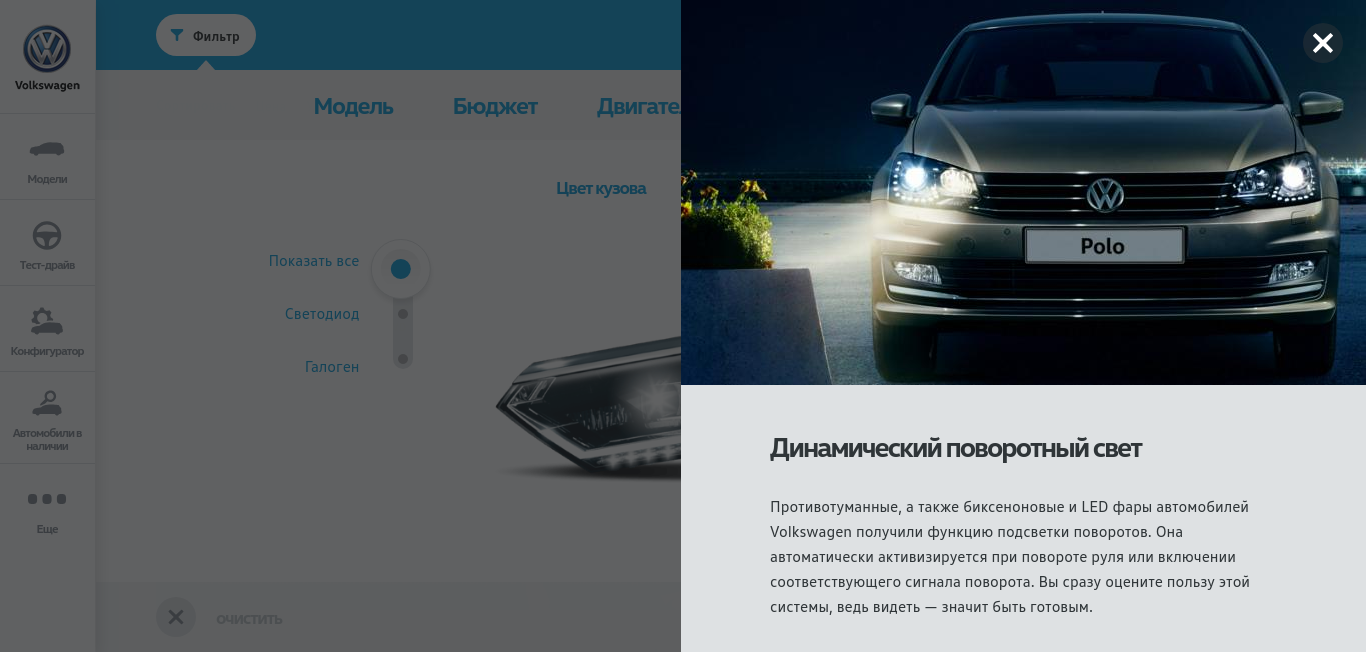 Volkswagen
Модели
Тест-драйв
Конфигуратор
Автомобили в
наличии
Еще
Фильтр
Модель Бюджет Двигате
Цвет кузова
Показать все
Светодиод
Галоген
ОЧИСТИТЬ
Polo
Динамический поворотный свет
Противотуманные, а также биксеноновые и LED фары автомобилей
Volkswagen получили функцию подсветки поворотов. Она
автоматически активизируется при повороте руля или включении
соответствующего сигнала поворота. Вы сразу оцените пользу этой
системы, ведь видеть — значит быть готовым.